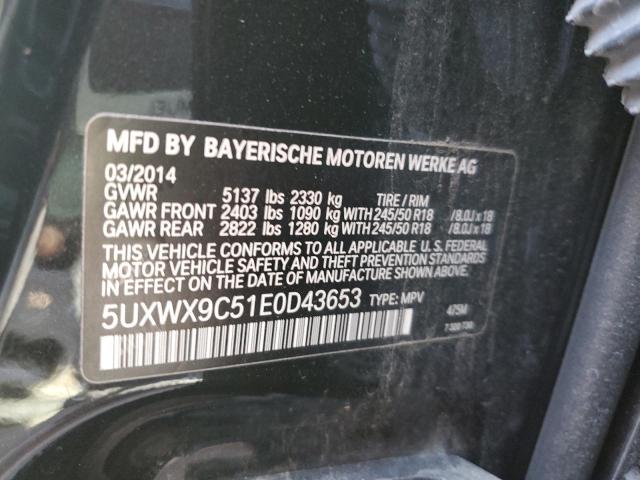 MFD BY BAYERISCHE MOTOREN WERKE AG
03/2014
GVWR 5137 lbs 2330 kg TIRE / RIM
GAWR FRONT 2403 lbs 1090 kg WITH 245/50 R18 /8.0J x 18
GAWR REAR 2822 lbs 1280 kg WITH 245/50 R18 /8.0J x 18
THIS VEHICLE CONFORMS TO ALL APPLICABLE U.S. FEDERAL
MOTOR VEHICLE SAFETY AND THEFT PREVENTION STANDARDS
IN EFFECT ON THE DATE OF MANUFACTURE SHOWN ABOVE.
5UXWX9C51E0D43653 TYPE: MPV 475M